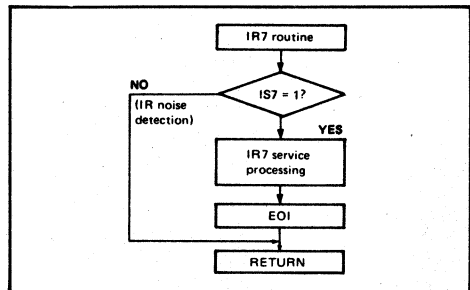 IR7 routine
NO
IS7 = 1?
(IR noise
detection)
YES
IR7 service
processing
EOI
RETURN